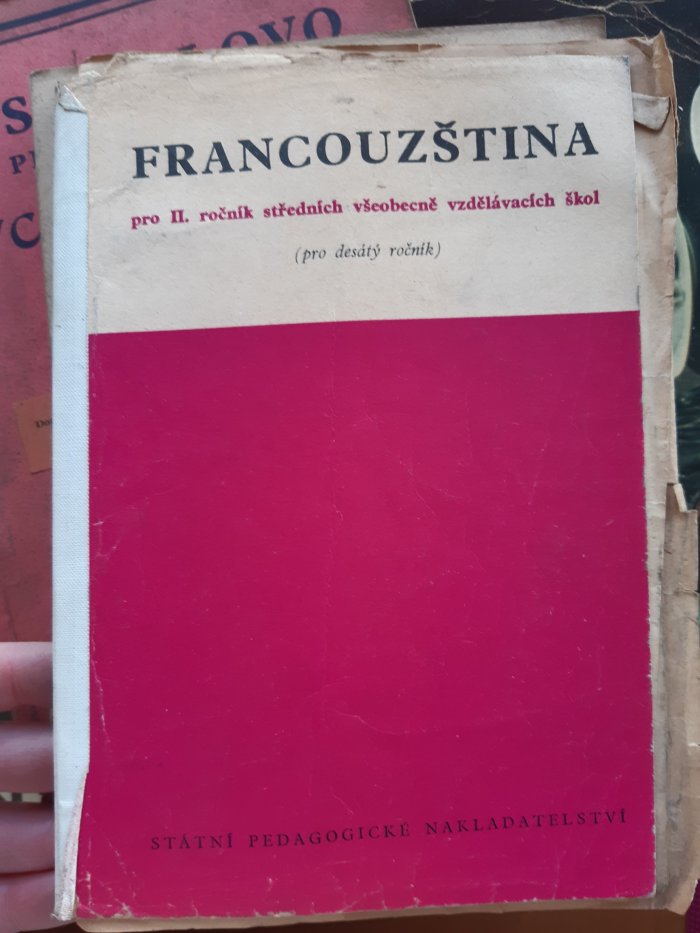 FRANCOUZŠTINA
pro II. ročník středních všeobecně vzdělávacích škol
(pro desátý ročník)
STÁTNÍ PEDAGOGICKÉ NAKLADATELSTVÍ